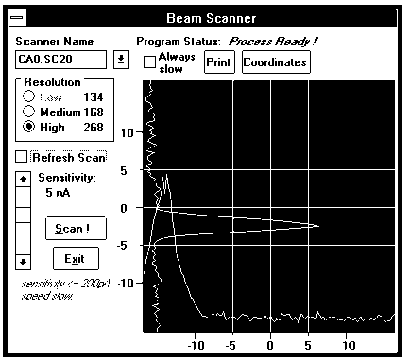 Beam Scanner
Scanner Name
CA0.SC20
Program Status: Process Ready !
Always slow
Print
Coordinates
Resolution
Low 134
Medium 168
High 268
Refresh Scan
Sensitivity:
5 nA
Scan !
Exit
sensitivity <= 200pA
speed slow.
10
5
0
-5
-10
-10 -5 0 5 10